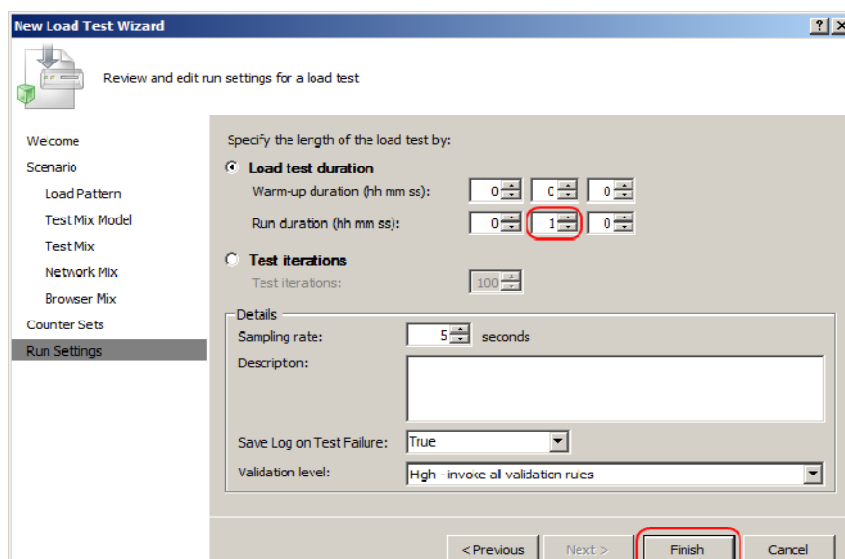 New Load Test Wizard
Review and edit run settings for a load test
Welcome
Scenario
Load Pattern
Test Mix Model
Test Mix
Network Mix
Browser Mix
Counter Sets
Run Settings
Specify the length of the load test by:
Load test duration
Warm-up duration (hh mm ss): 0 0 0
Run duration (hh mm ss): 0 1 0
Test iterations
Test iterations: 100
Details
Sampling rate: 5 seconds
Description:
Save Log on Test Failure: True
Validation level: High - invoke all validation rules
< Previous Next > Finish Cancel